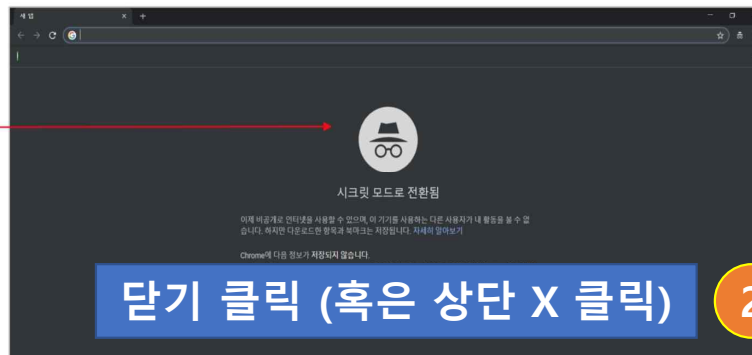 새 탭
시크릿 모드로 전환됨
이제 비공개로 인터넷을 사용할 수 있으며, 이 기기를 사용하는 다른 사용자가 내 활동을 볼 수 없
습니다. 하지만 다운로드한 항목과 북마크는 저장됩니다. 자세히 알아보기
Chrome에 다음 정보가 저장되지 않습니다.
닫기 클릭 (혹은 상단 X 클릭)
2